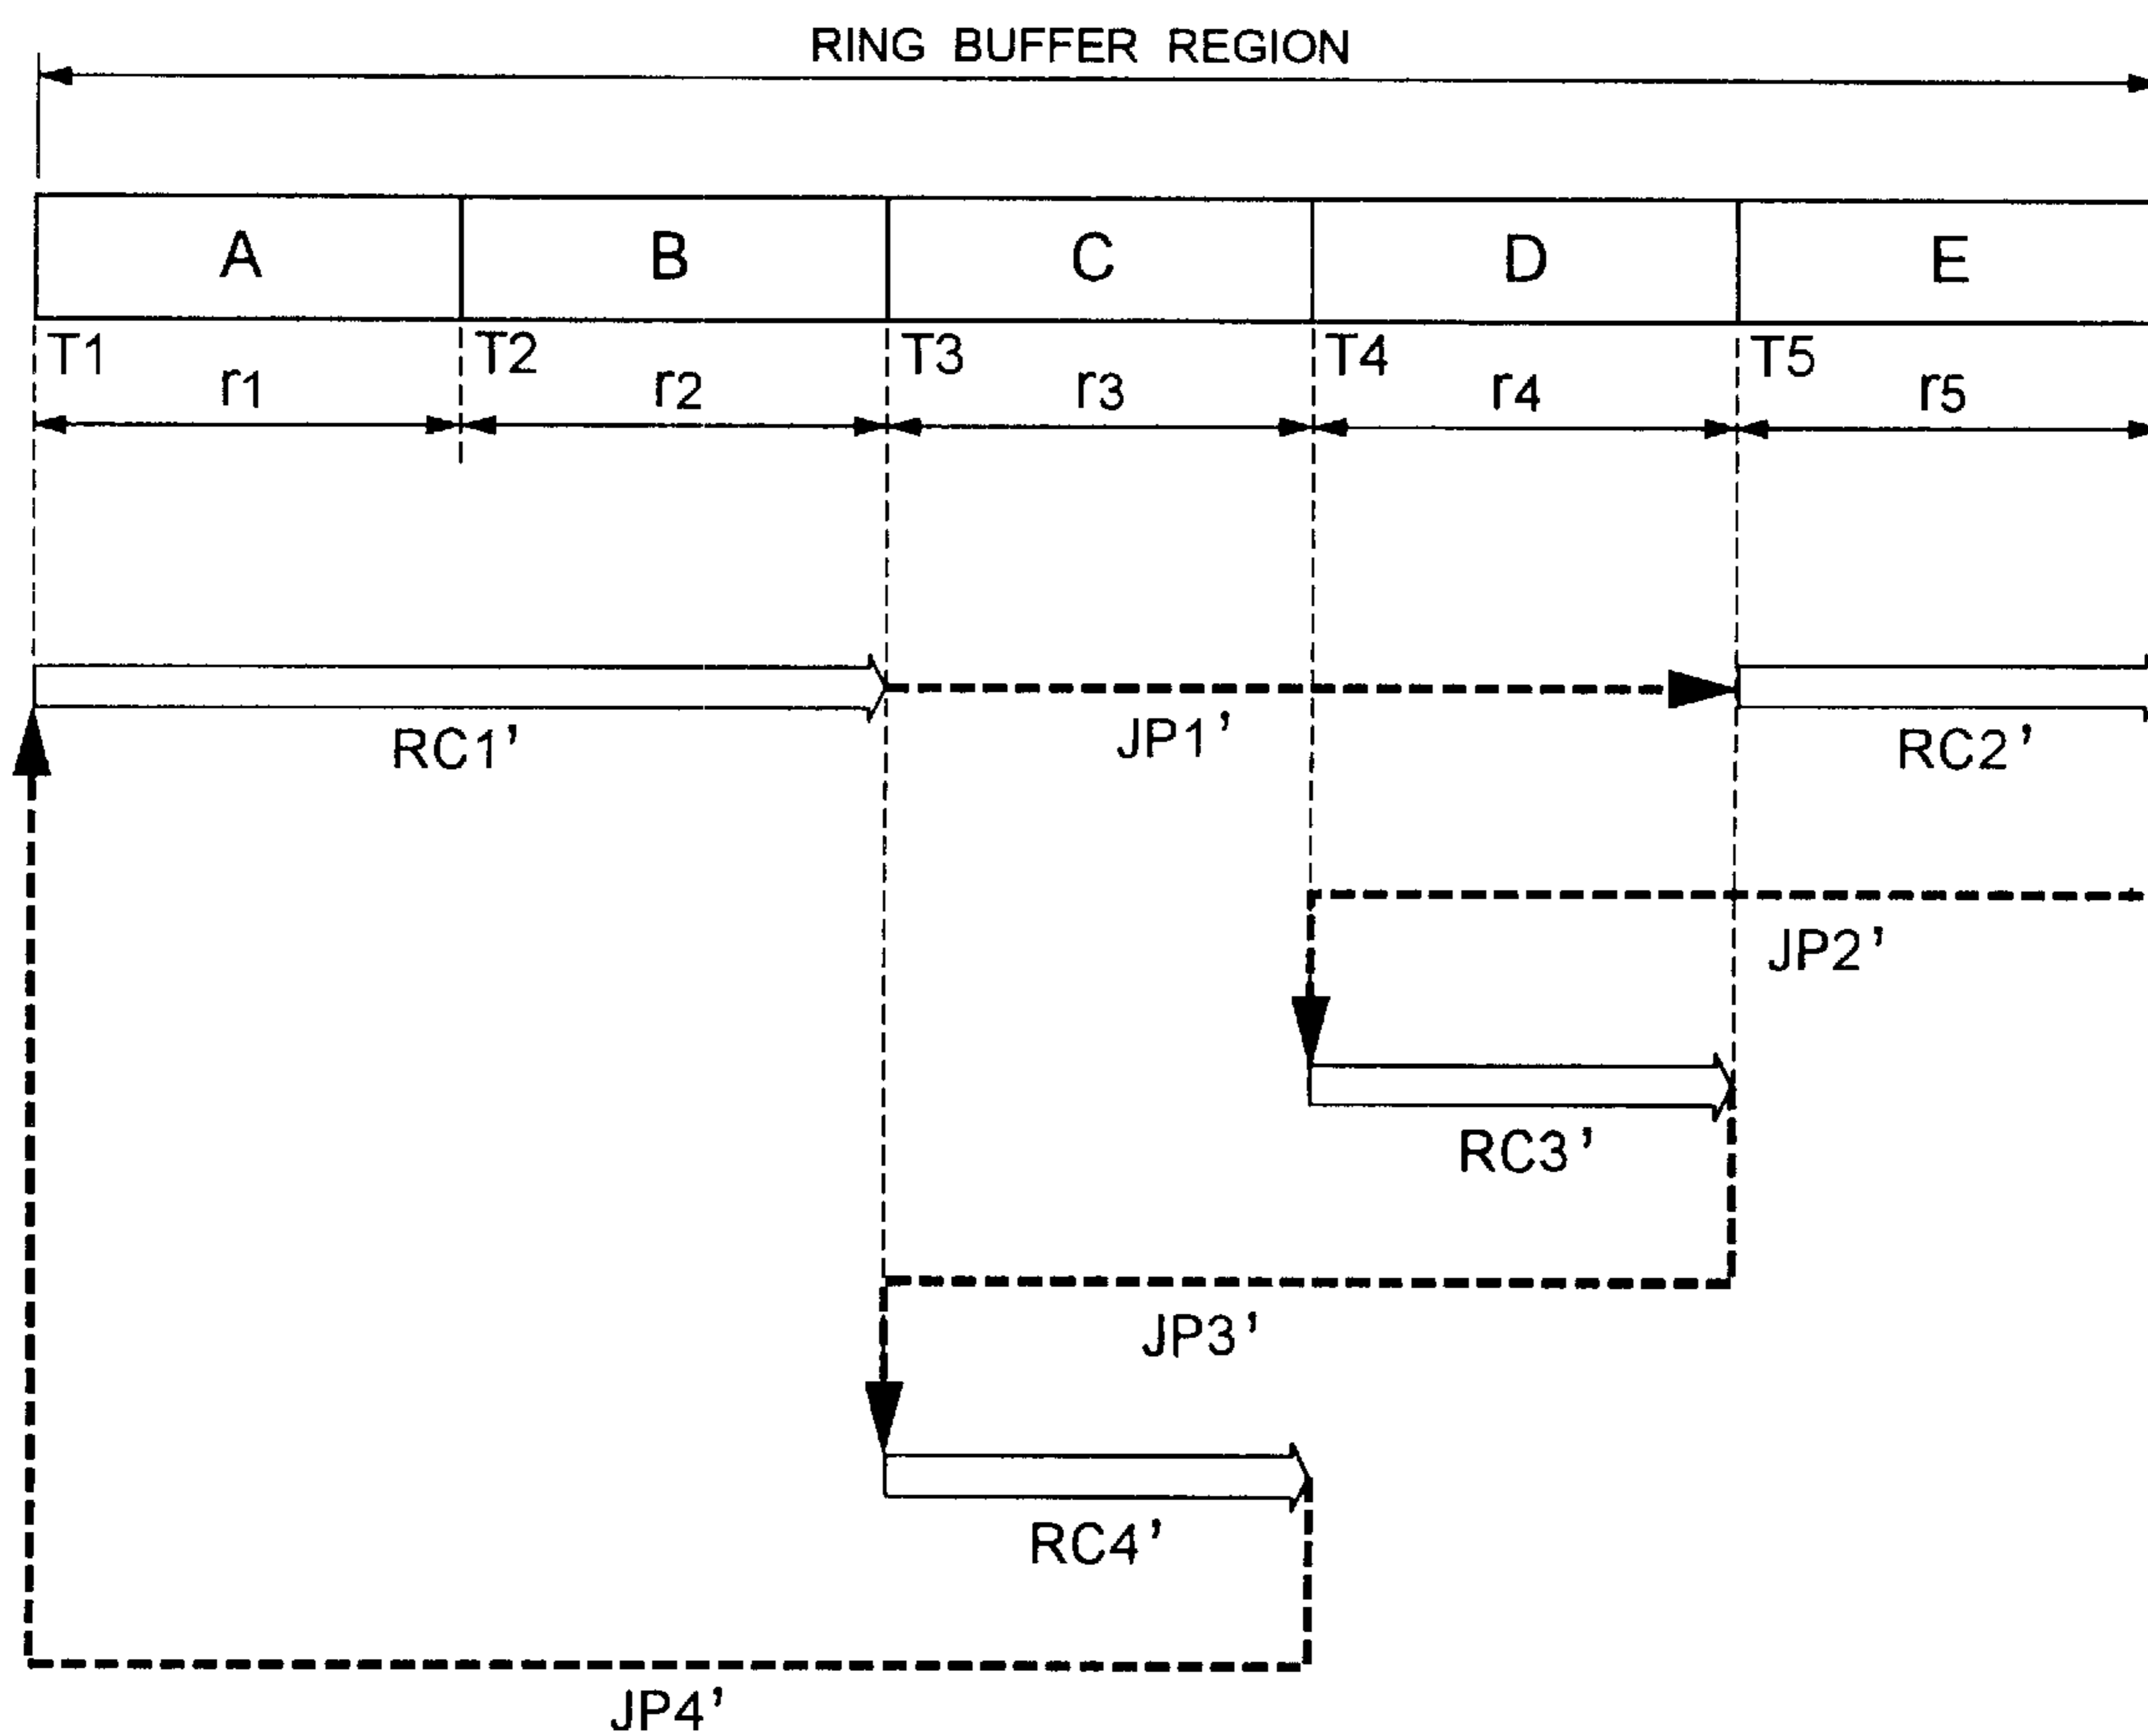 RING BUFFER REGION
A B C D E
T1 T2 T3 T4 T5
r1 r2 r3 r4 r5
RC1' JP1' RC2'
JP2'
RC3'
JP3'
RC4'
JP4'